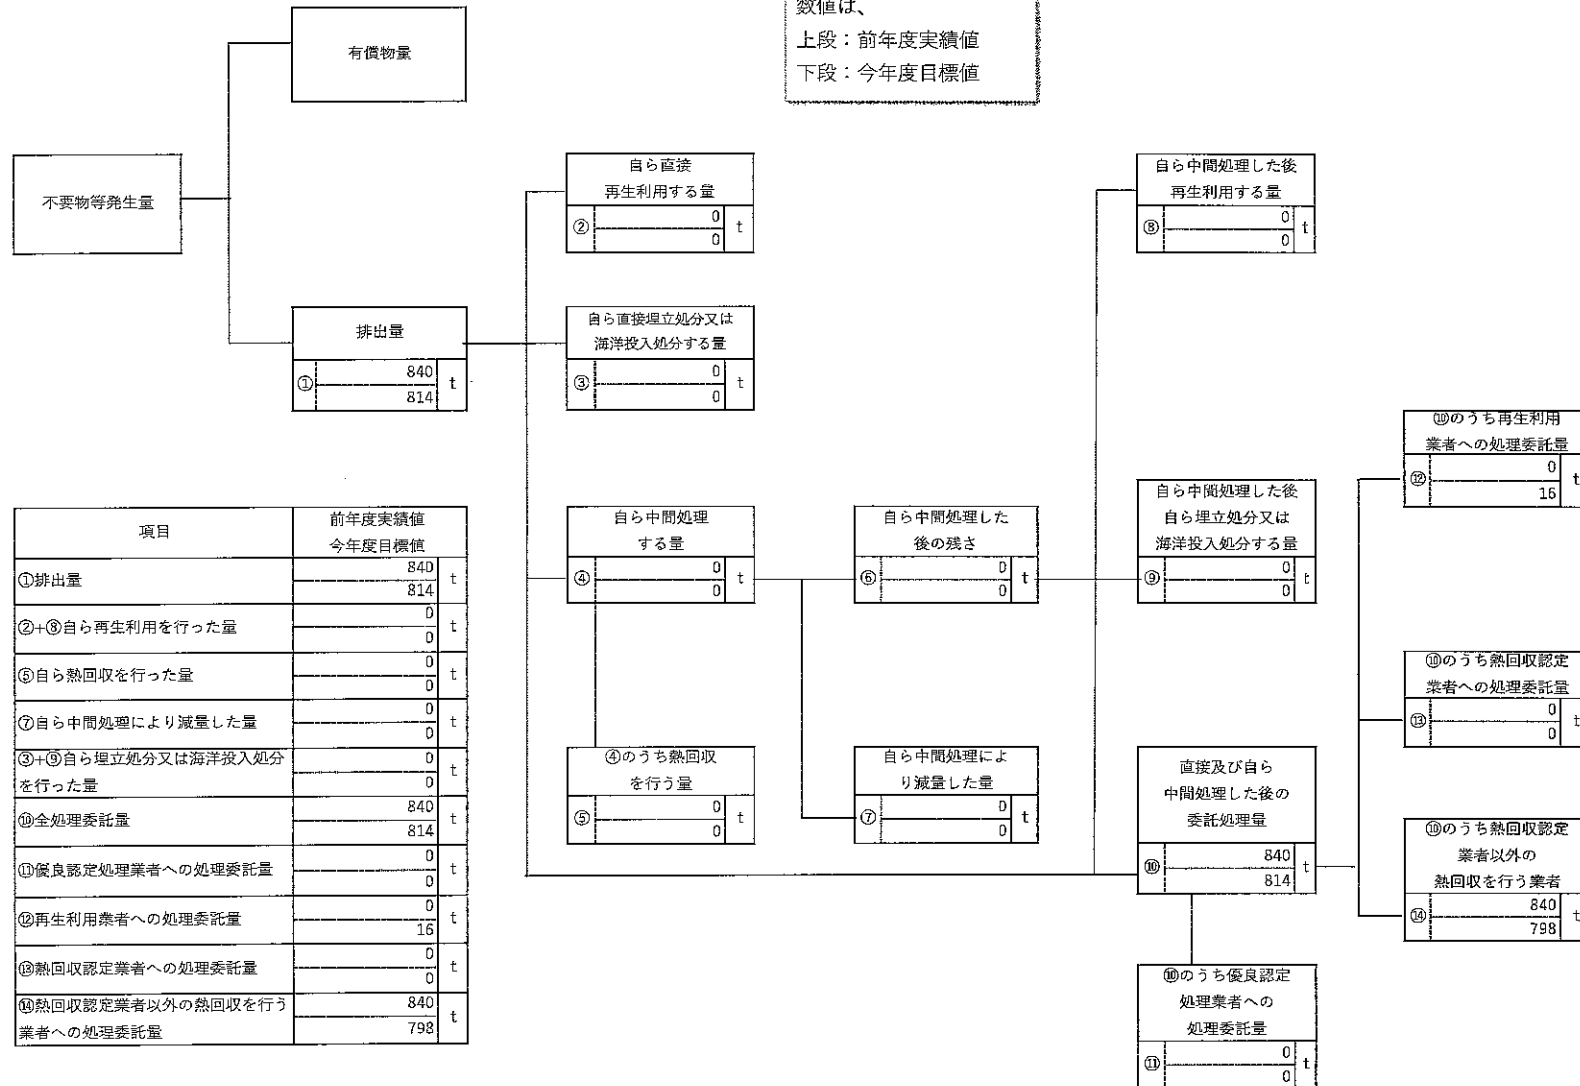 数値は、
上段：前年度実績値
下段：今年度目標値
有償物量
不要物等発生量
排出量
① 840 t
814
自ら直接
再生利用する量
② 0 t
0
自ら直接埋立処分又は
海洋投入処分する量
③ 0 t
0
自ら中間処理
する量
④ 0 t
0
④のうち熱回収
を行う量
⑤ 0 t
0
自ら中間処理した
後の残さ
⑥ 0 t
0
自ら中間処理によ
り減量した量
⑦ 0 t
0
自ら中間処理した後
再生利用する量
⑧ 0 t
0
自ら中間処理した後
自ら埋立処分又は
海洋投入処分する量
⑨ 0 t
0
直接及び自ら
中間処理した後の
委託処理量
⑩ 840 t
814
⑩のうち優良認定
処理業者への
処理委託量
⑪ 0 t
0
⑩のうち再生利用
業者への処理委託量
⑫ 0 t
16
⑩のうち熱回収認定
業者への処理委託量
⑬ 0 t
0
⑩のうち熱回収認定
業者以外の
熱回収を行う業者
⑭ 840 t
798
項目 前年度実績値
今年度目標値
①排出量 840 t
814
②+⑧自ら再生利用を行った量 0 t
0
⑤自ら熱回収を行った量 0 t
0
⑦自ら中間処理により減量した量 0 t
0
③+⑨自ら埋立処分又は海洋投入処分 0 t
を行った量 0
⑩全処理委託量 840 t
814
⑪優良認定処理業者への処理委託量 0 t
0
⑫再生利用業者への処理委託量 0 t
16
⑬熱回収認定業者への処理委託量 0 t
0
⑭熱回収認定業者以外の熱回収を行う 840 t
業者への処理委託量 798